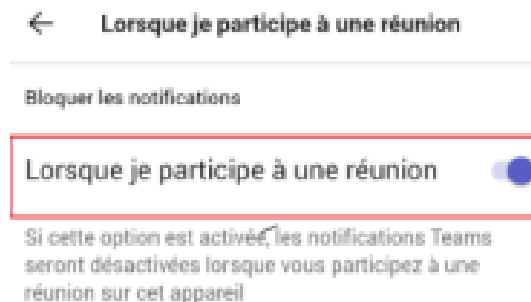 Lorsque je participe à une réunion
Bloquer les notifications
Lorsque je participe à une réunion
Si cette option est activée, les notifications Teams
seront désactivées lorsque vous participez à une
réunion sur cet appareil